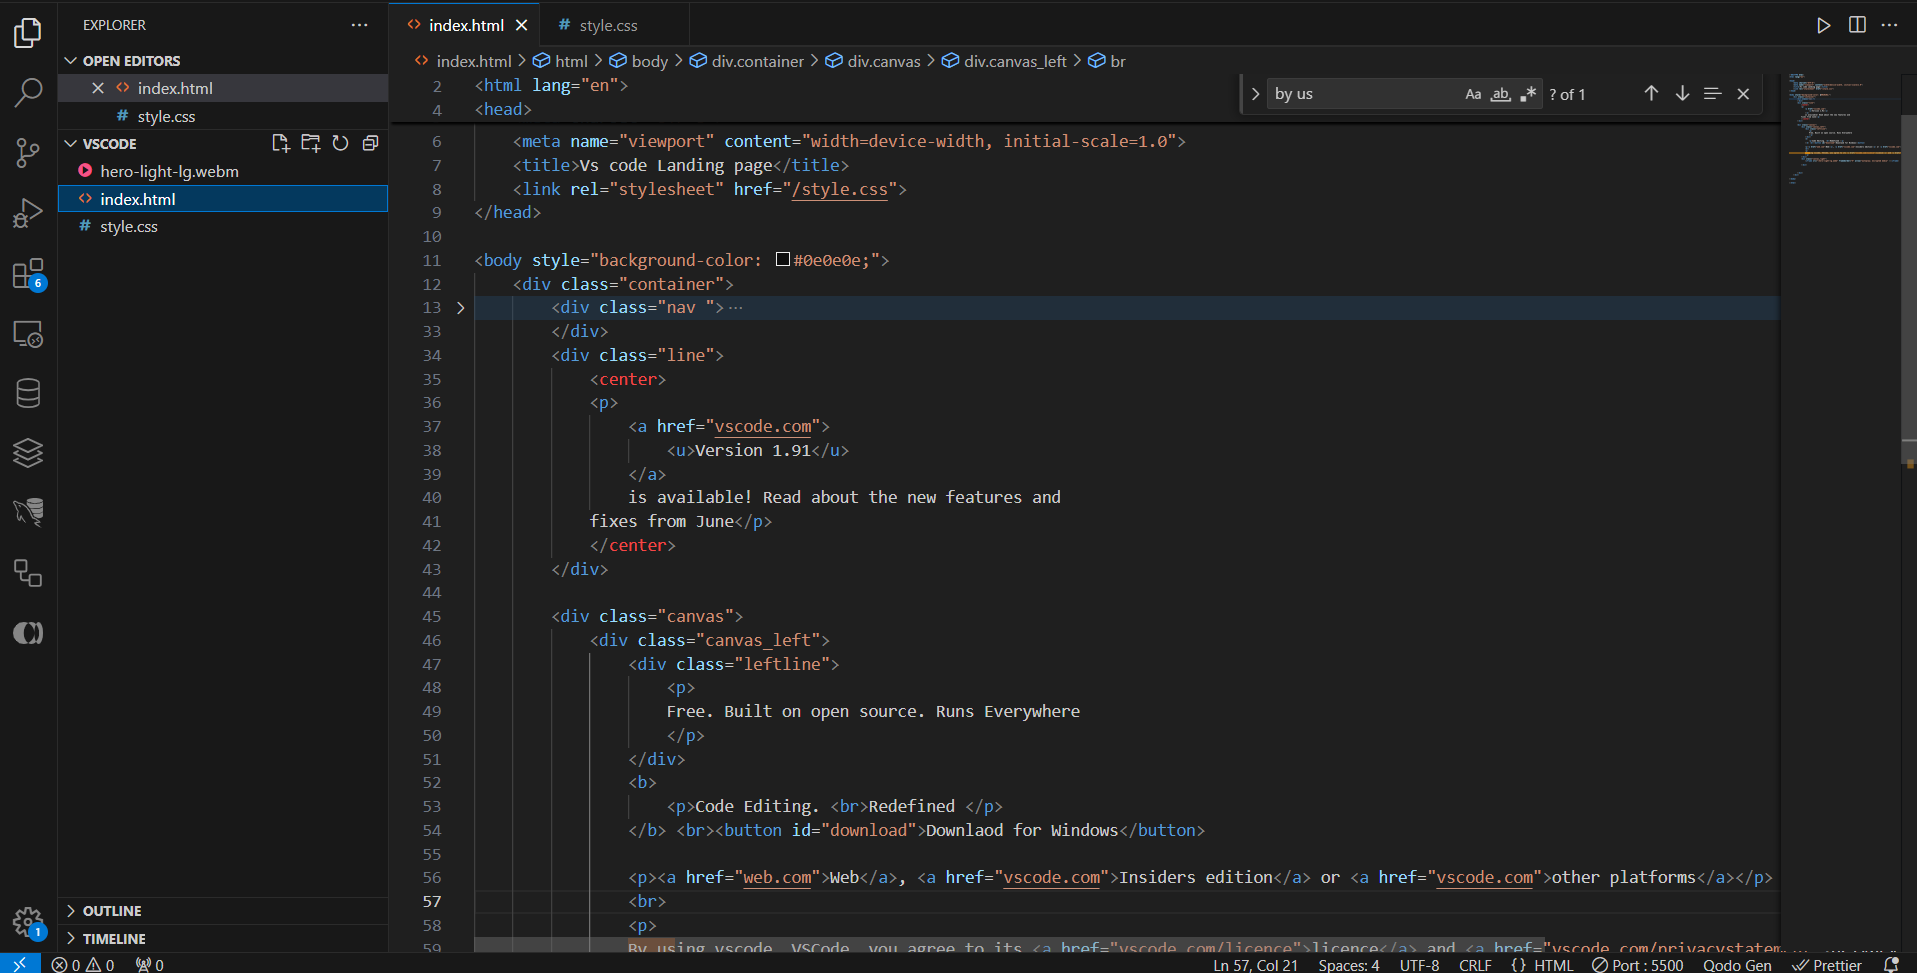 EXPLORER
OPEN EDITORS
index.html
style.css
VSCODE
hero-light-lg.webm
index.html
style.css
6
OUTLINE
TIMELINE
1
index.html
style.css
index.html > html > body > div.container > div.canvas > div.canvas_left > br
by us
Aa ab .* ? of 1
2 <html lang="en">
4 <head>
6 <meta name="viewport" content="width=device-width, initial-scale=1.0">
7 <title>Vs code Landing page</title>
8 <link rel="stylesheet" href="/style.css">
9 </head>
10
11 <body style="background-color: #0e0e0e;">
12 <div class="container">
13 <div class="nav ">···
33 </div>
34 <div class="line">
35 <center>
36 <p>
37 <a href="vscode.com">
38 <u>Version 1.91</u>
39 </a>
40 is available! Read about the new features and
41 fixes from June</p>
42 </center>
43 </div>
44
45 <div class="canvas">
46 <div class="canvas_left">
47 <div class="leftline">
48 <p>
49 Free. Built on open source. Runs Everywhere
50 </p>
51 </div>
52 <b>
53 <p>Code Editing. <br>Redefined </p>
54 </b> <br><button id="download">Downlaod for Windows</button>
55
56 <p><a href="web.com">Web</a>, <a href="vscode.com">Insiders edition</a> or <a href="vscode.com">other platforms</a></p>
57 <br>
58 <p>
59 By using vscode, VSCode, you agree to its <a href="vscode.com/licence">licence</a> and <a href="vscode.com/privacystatem
0 0 0
Ln 57, Col 21 Spaces: 4 UTF-8 CRLF {} HTML Port : 5500 Qodo Gen Prettier